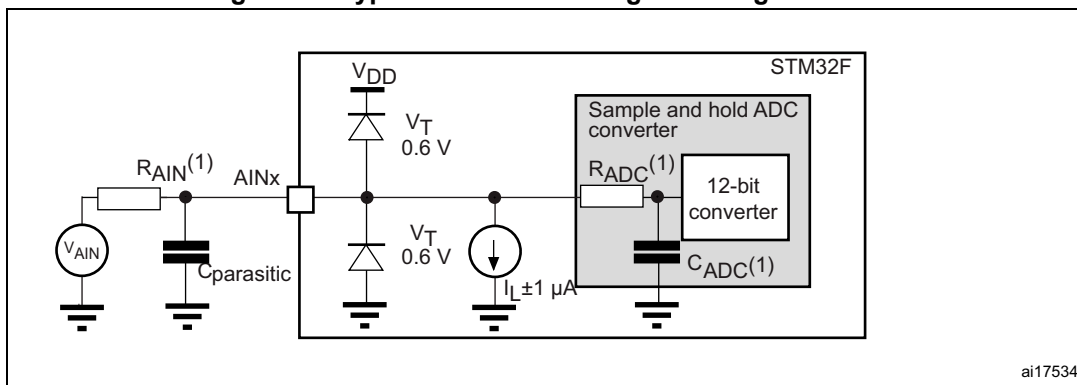 STM32F
VDD
Sample and hold ADC
converter
VT
0.6 V
RAIN(1)
AINx
RADC(1)
12-bit
converter
VAIN
Cparasitic
VT
0.6 V
IL±1 µA
CADC(1)
ai17534